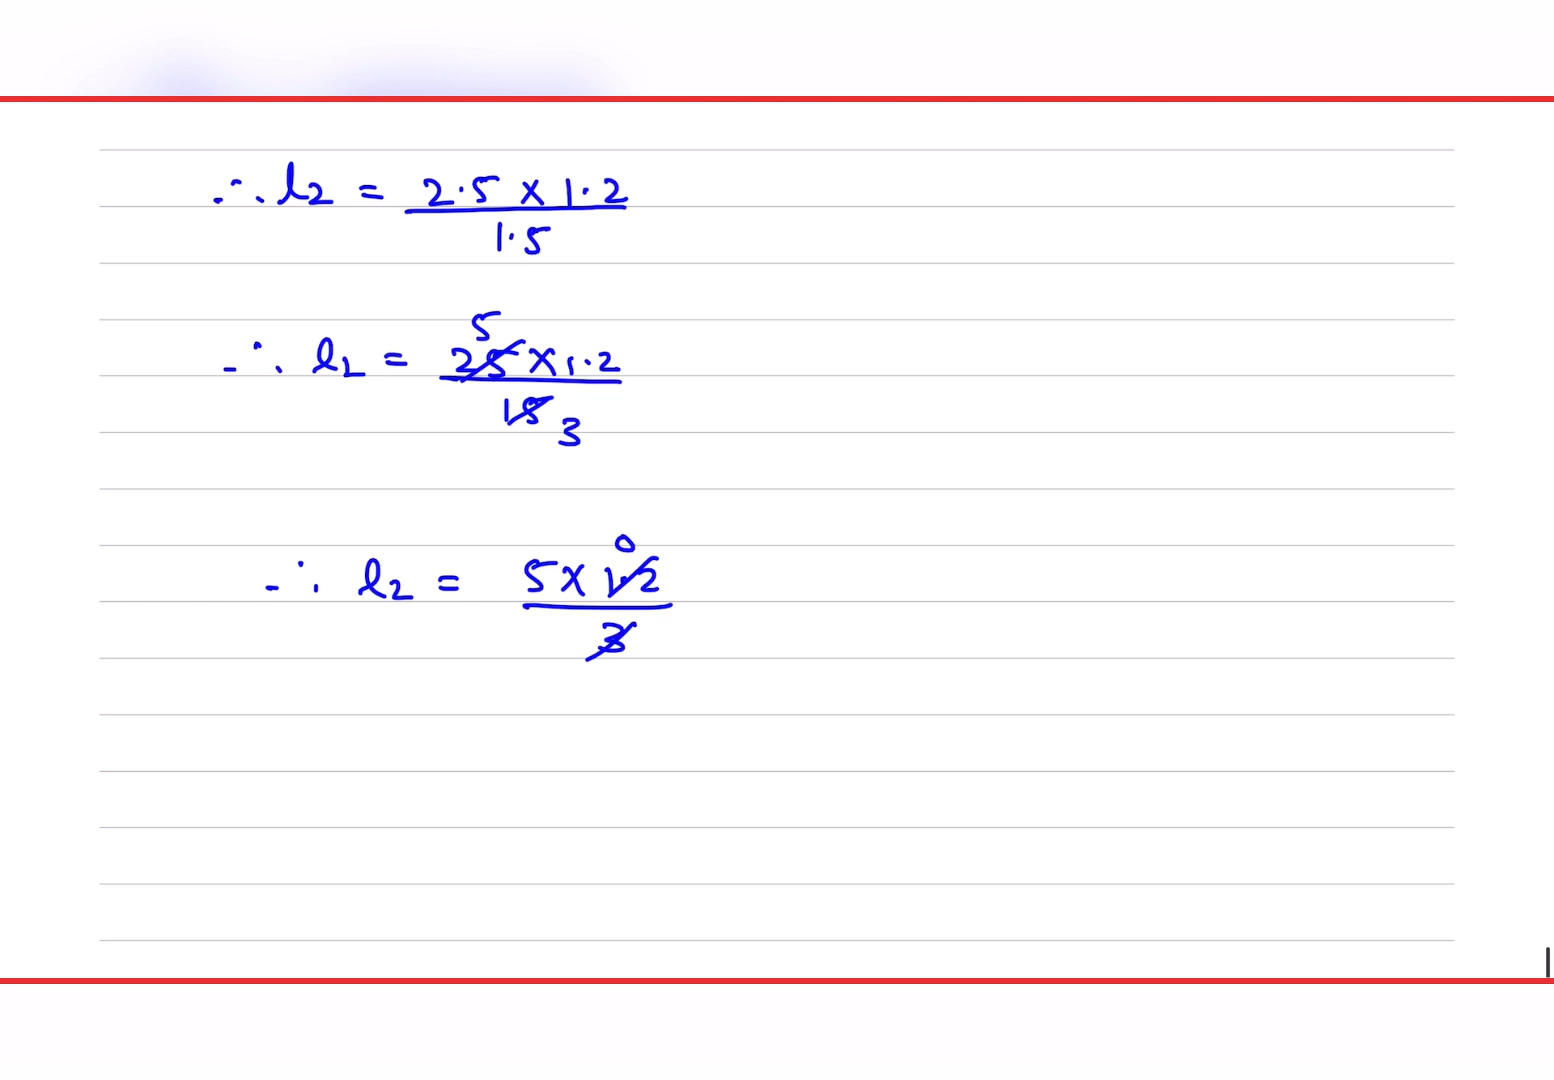 ∴ l2 = 2.5 x 1.2
1.5
5
∴ l2 = 25 x 1.2
15 3
0
∴ l2 = 5 x 1.2
3